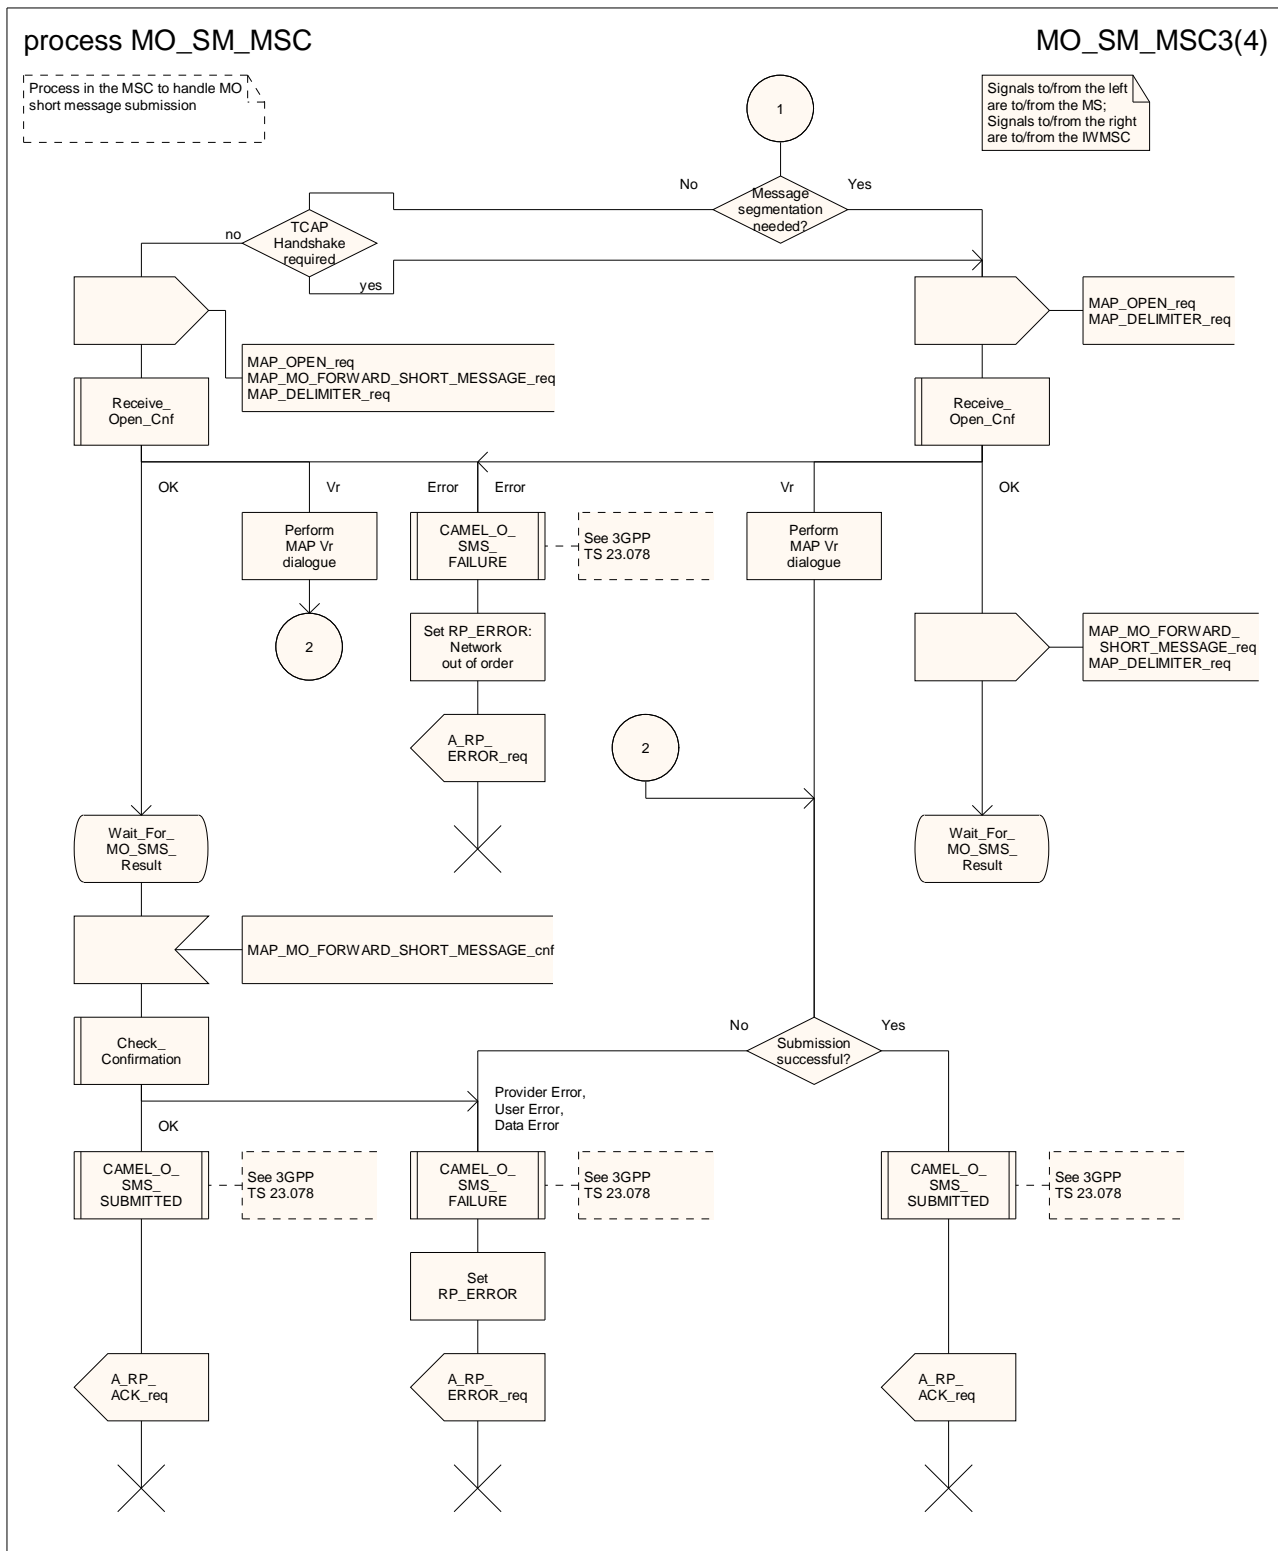 process MO_SM_MSC
MO_SM_MSC3(4)
Process in the MSC to handle MO
short message submission
1
Signals to/from the left
are to/from the MS;
Signals to/from the right
are to/from the IWMSC
No
Message
segmentation
needed?
Yes
no
TCAP
Handshake
required
yes
MAP_OPEN_req
MAP_MO_FORWARD_SHORT_MESSAGE_req
MAP_DELIMITER_req
MAP_OPEN_req
MAP_DELIMITER_req
Receive_
Open_Cnf
Receive_
Open_Cnf
OK
Vr
Error
Error
Vr
OK
Perform
MAP Vr
dialogue
CAMEL_O_
SMS_
FAILURE
See 3GPP
TS 23.078
Perform
MAP Vr
dialogue
2
Set RP_ERROR:
Network
out of order
MAP_MO_FORWARD_
SHORT_MESSAGE_req
MAP_DELIMITER_req
A_RP_
ERROR_req
2
Wait_For_
MO_SMS_
Result
Wait_For_
MO_SMS_
Result
MAP_MO_FORWARD_SHORT_MESSAGE_cnf
Check_
Confirmation
No
Submission
successful?
Yes
OK
Provider Error,
User Error,
Data Error
CAMEL_O_
SMS_
SUBMITTED
See 3GPP
TS 23.078
CAMEL_O_
SMS_
FAILURE
See 3GPP
TS 23.078
CAMEL_O_
SMS_
SUBMITTED
See 3GPP
TS 23.078
Set
RP_ERROR
A_RP_
ACK_req
A_RP_
ERROR_req
A_RP_
ACK_req